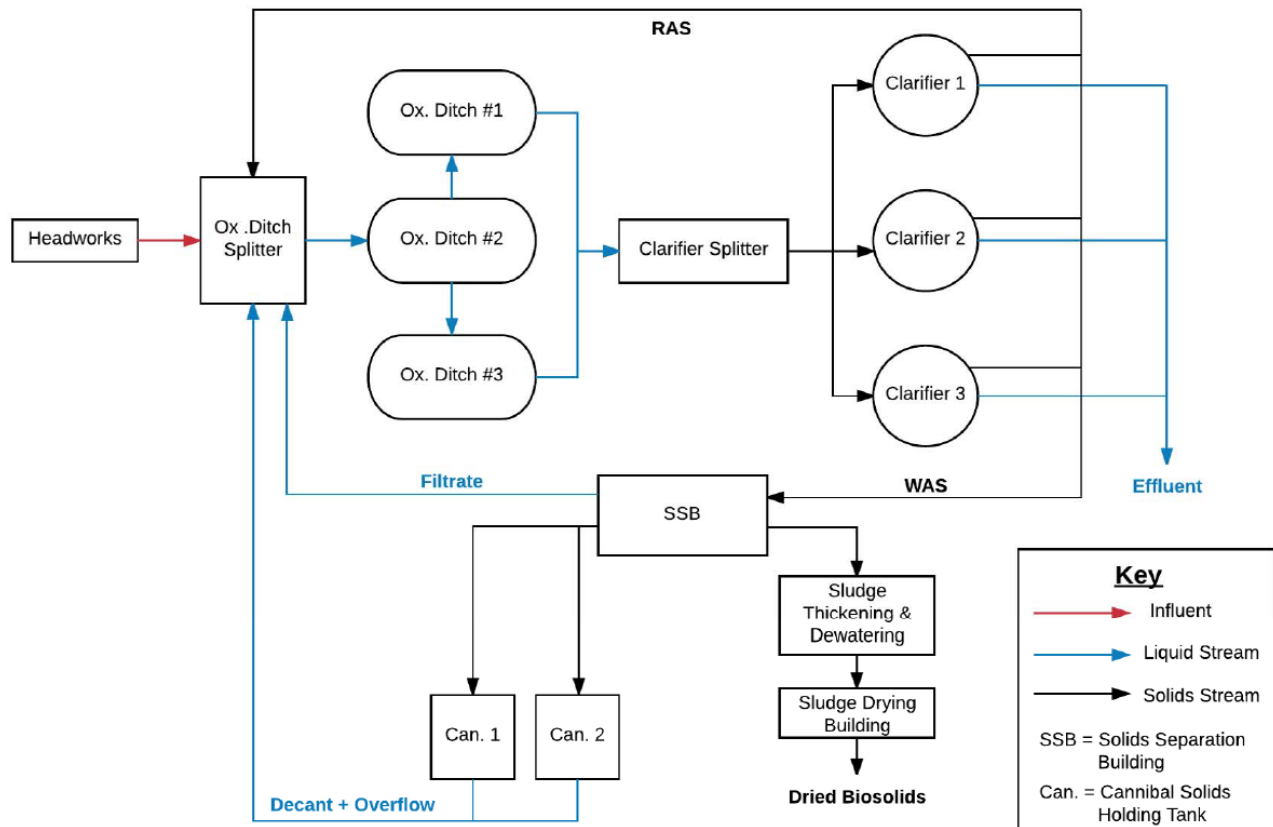 RAS
Clarifier 1
Ox. Ditch #1
Headworks
Ox .Ditch
Splitter
Ox. Ditch #2
Clarifier Splitter
Clarifier 2
Ox. Ditch #3
Clarifier 3
Filtrate
SSB
WAS
Effluent
Sludge
Thickening &
Dewatering
Sludge Drying
Building
Can. 1
Can. 2
Decant + Overflow
Dried Biosolids
Key
Influent
Liquid Stream
Solids Stream
SSB = Solids Separation
Building
Can. = Cannibal Solids
Holding Tank